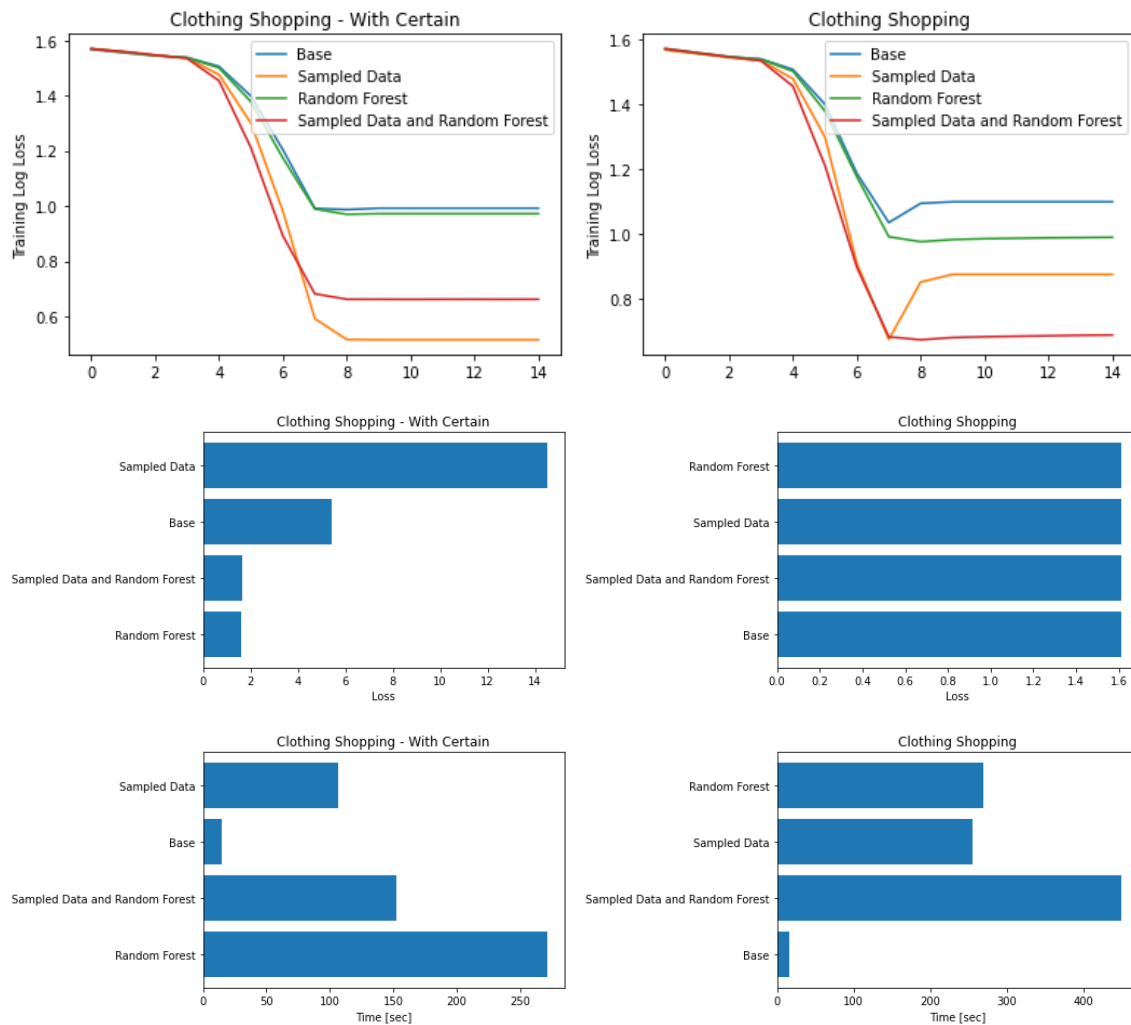 Clothing Shopping - With Certain
1.6
1.4
1.2
1.0
0.8
0.6
Training Log Loss
Base
Sampled Data
Random Forest
Sampled Data and Random Forest
0 2 4 6 8 10 12 14
Clothing Shopping
1.6
1.4
1.2
1.0
0.8
Training Log Loss
Base
Sampled Data
Random Forest
Sampled Data and Random Forest
0 2 4 6 8 10 12 14
Clothing Shopping - With Certain
Sampled Data
Base
Sampled Data and Random Forest
Random Forest
0 2 4 6 8 10 12 14
Loss
Clothing Shopping
Random Forest
Sampled Data
Sampled Data and Random Forest
Base
0.0 0.2 0.4 0.6 0.8 1.0 1.2 1.4 1.6
Loss
Clothing Shopping - With Certain
Sampled Data
Base
Sampled Data and Random Forest
Random Forest
0 50 100 150 200 250
Time [sec]
Clothing Shopping
Random Forest
Sampled Data
Sampled Data and Random Forest
Base
0 100 200 300 400
Time [sec]